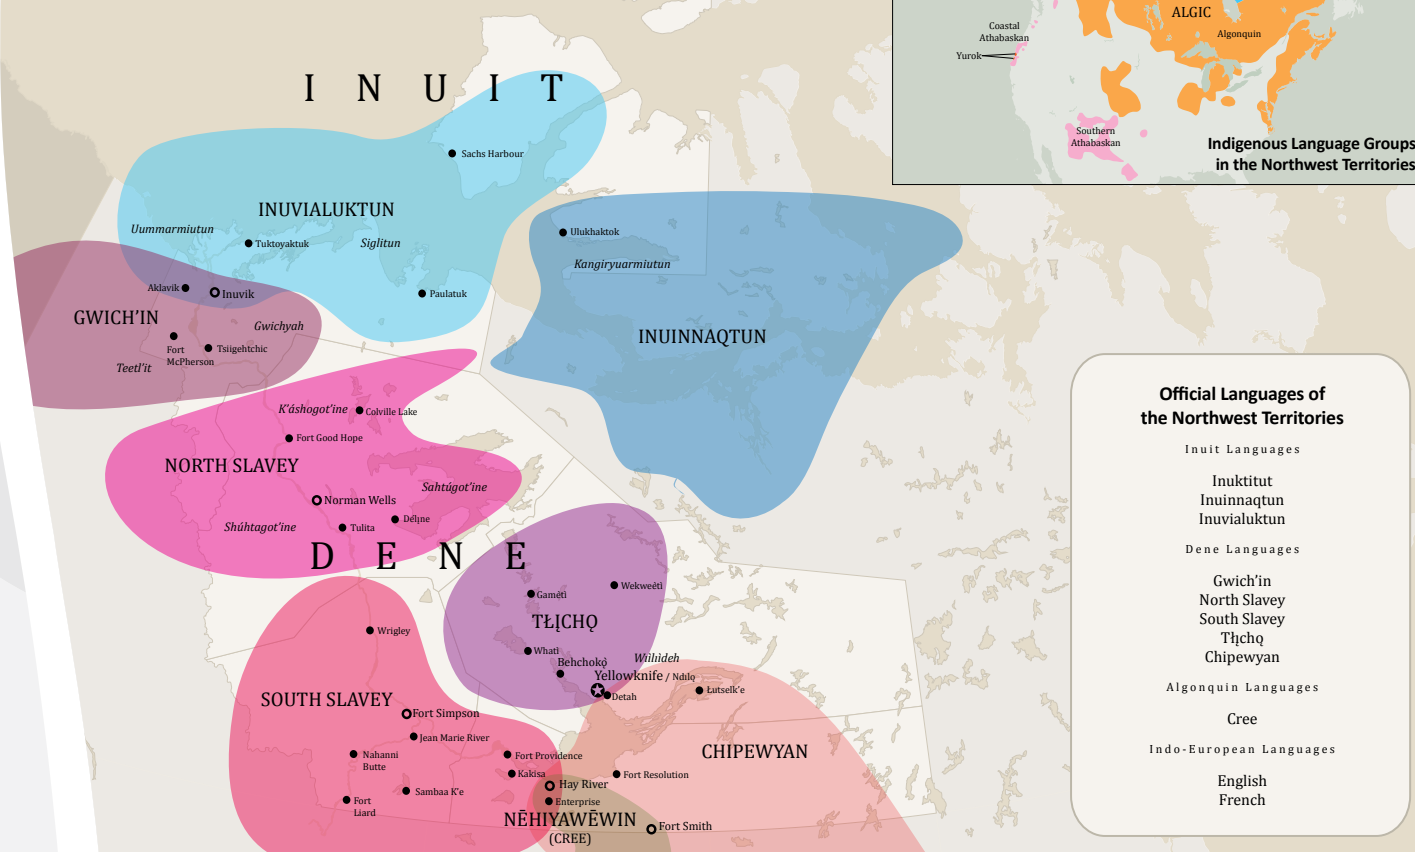 I N U I T
Sachs Harbour
INUVIALUKTUN
Uummarmiutun
Siglitun
Tuktoyaktuk
Paulatuk
Aklavik
Inuvik
GWICH’IN
Gwichyah
Fort
McPherson
Tsiigehtchic
Teetl’it
Ulukhaktok
Kangiryuarmiutun
INUINNAQTUN
K’áshogot’ine
Colville Lake
Fort Good Hope
NORTH SLAVEY
Sahtúgot’ine
Norman Wells
Shúhtagot’ine
Tulita
Délįne
D E N E
Wekweètì
Gamètì
TŁĮCHǪ
Whatì
Behchokǫ̀
Wıìlıìdeh
Yellowknife / Ndılǫ
Detah
Łutselk’e
Wrigley
SOUTH SLAVEY
Fort Simpson
Jean Marie River
Nahanni
Butte
Fort Providence
Kakisa
Sambaa K’e
Fort
Liard
CHIPEWYAN
Fort Resolution
Hay River
Enterprise
NĒHIYAWĒWIN
(CREE)
Fort Smith
ALGIC
Algonquin
Coastal
Athabaskan
Yurok
Southern
Athabaskan
Indigenous Language Groups
in the Northwest Territories
Official Languages of
the Northwest Territories
Inuit Languages
Inuktitut
Inuinnaqtun
Inuvialuktun
Dene Languages
Gwich’in
North Slavey
South Slavey
Tłı̨chǫ
Chipewyan
Algonquin Languages
Cree
Indo-European Languages
English
French